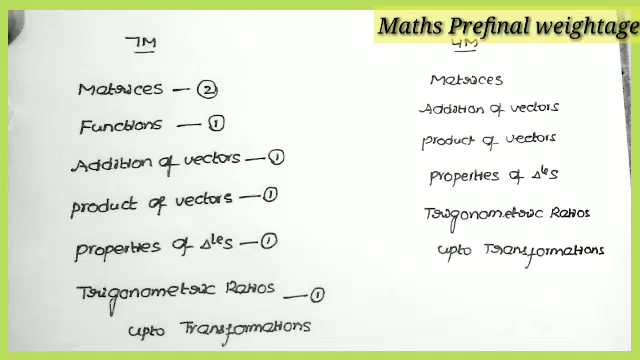 Maths Prefinal weightage
7M
Matrices — ②
Functions — ①
Addition of vectors — ①
product of vectors — ①
properties of Δles — ①
Trigonometric Ratios — ①
upto Transformations
4M
Matrices
Addition of vectors
product of vectors
properties of Δles
Trigonometric Ratios
upto Transformations